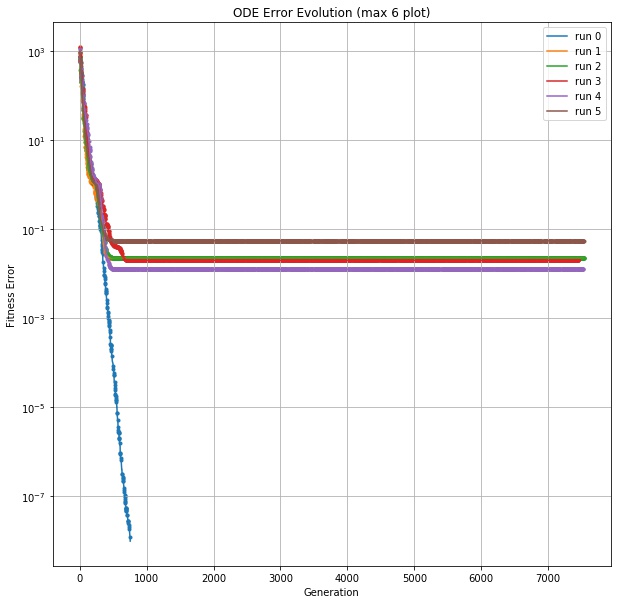 ODE Error Evolution (max 6 plot)
run 0
run 1
run 2
run 3
run 4
run 5
10³
10¹
10⁻¹
10⁻³
10⁻⁵
10⁻⁷
Fitness Error
0 1000 2000 3000 4000 5000 6000 7000
Generation